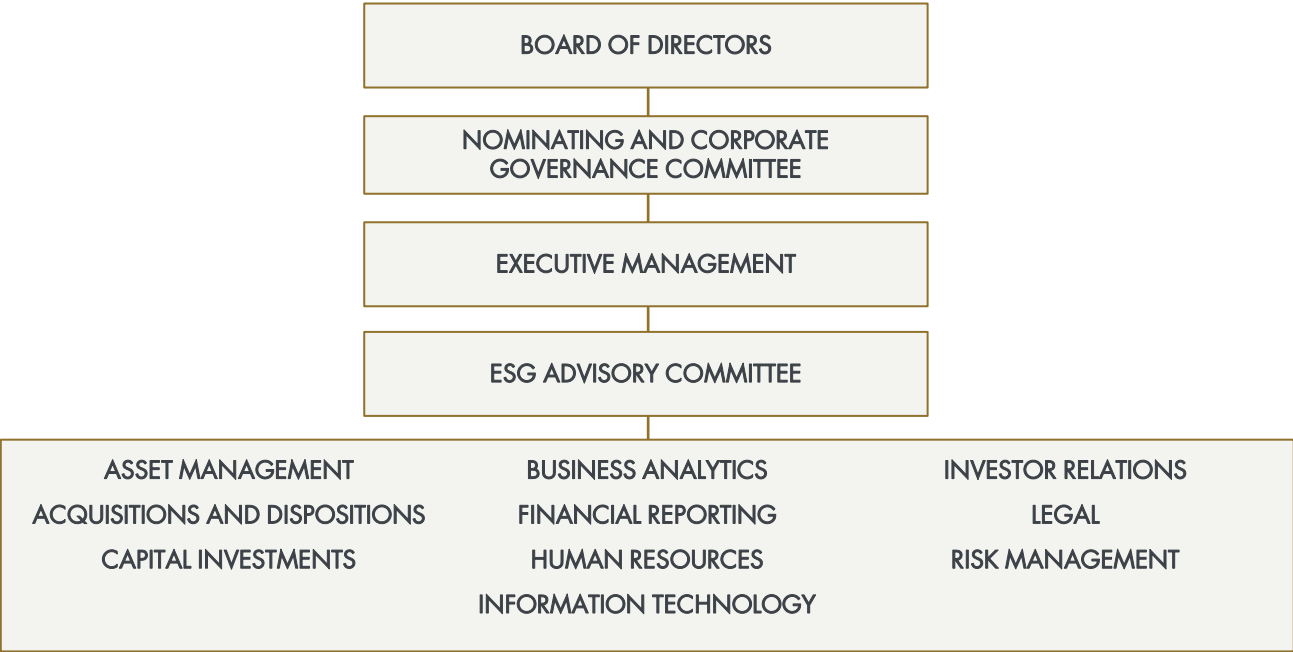 BOARD OF DIRECTORS
NOMINATING AND CORPORATE
GOVERNANCE COMMITTEE
EXECUTIVE MANAGEMENT
ESG ADVISORY COMMITTEE
ASSET MANAGEMENT
ACQUISITIONS AND DISPOSITIONS
CAPITAL INVESTMENTS
BUSINESS ANALYTICS
FINANCIAL REPORTING
HUMAN RESOURCES
INFORMATION TECHNOLOGY
INVESTOR RELATIONS
LEGAL
RISK MANAGEMENT